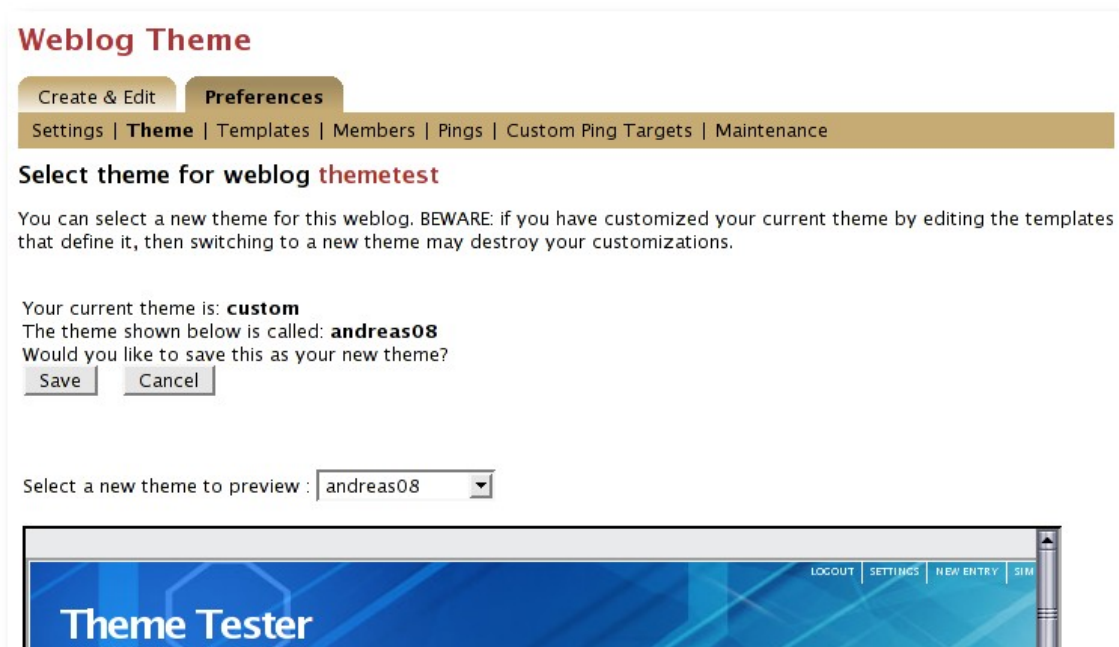 Weblog Theme
Create & Edit Preferences
Settings | Theme | Templates | Members | Pings | Custom Ping Targets | Maintenance
Select theme for weblog themetest
You can select a new theme for this weblog. BEWARE: if you have customized your current theme by editing the templates
that define it, then switching to a new theme may destroy your customizations.
Your current theme is: custom
The theme shown below is called: andreas08
Would you like to save this as your new theme?
Save Cancel
Select a new theme to preview : andreas08
LOGOUT SETTINGS NEW ENTRY SIM
Theme Tester